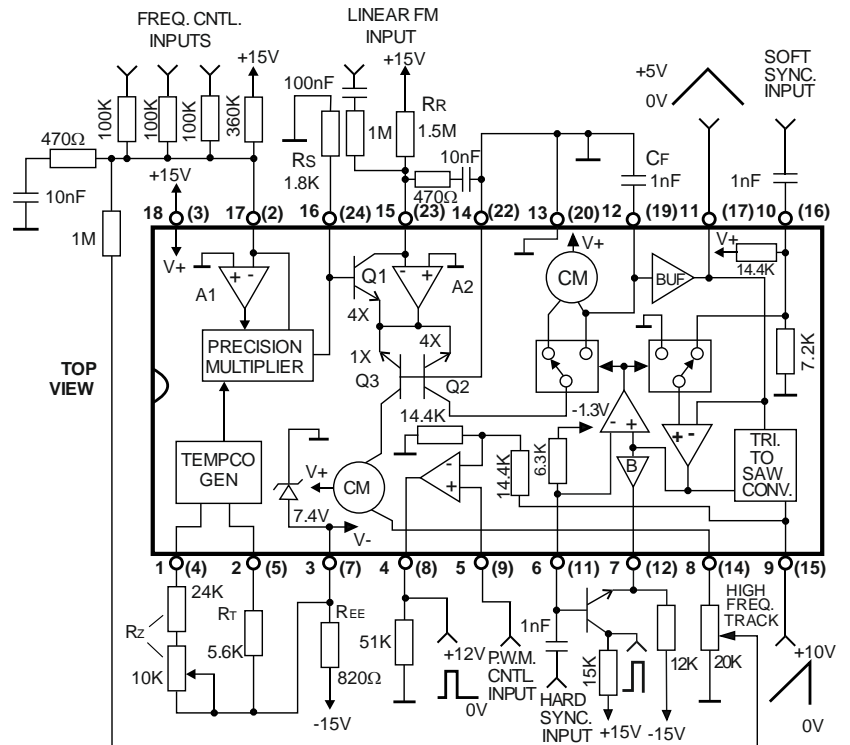 FREQ. CNTL.
INPUTS
LINEAR FM
INPUT
SOFT
SYNC.
INPUT
+15V
+15V
+5V
0V
100nF
RR
1.5M
1M
100K
100K
100K
360K
470Ω
RS
1.8K
10nF
470Ω
CF
1nF
1nF
+15V
10nF
1M
18 (3)
17 (2)
16 (24)
15 (23)
14 (22)
13 (20)
12 (19)
11 (17)
10 (16)
V+
A1
Q1
4X
A2
V+
CM
BUF
V+
14.4K
7.2K
PRECISION
MULTIPLIER
4X
1X
Q3
Q2
TOP
VIEW
-1.3V
14.4K
6.3K
14.4K
B
TEMPCO
GEN
V+
CM
7.4V
V-
TRI.
TO
SAW
CONV.
1 (4)
2 (5)
3 (7)
4 (8)
5 (9)
6 (11)
7 (12)
8 (14)
9 (15)
24K
RZ
10K
RT
5.6K
REE
820Ω
-15V
51K
+12V
0V
P.W.M.
CNTL
INPUT
1nF
HARD
SYNC.
INPUT
15K
+15V
12K
-15V
20K
HIGH
FREQ.
TRACK
+10V
0V